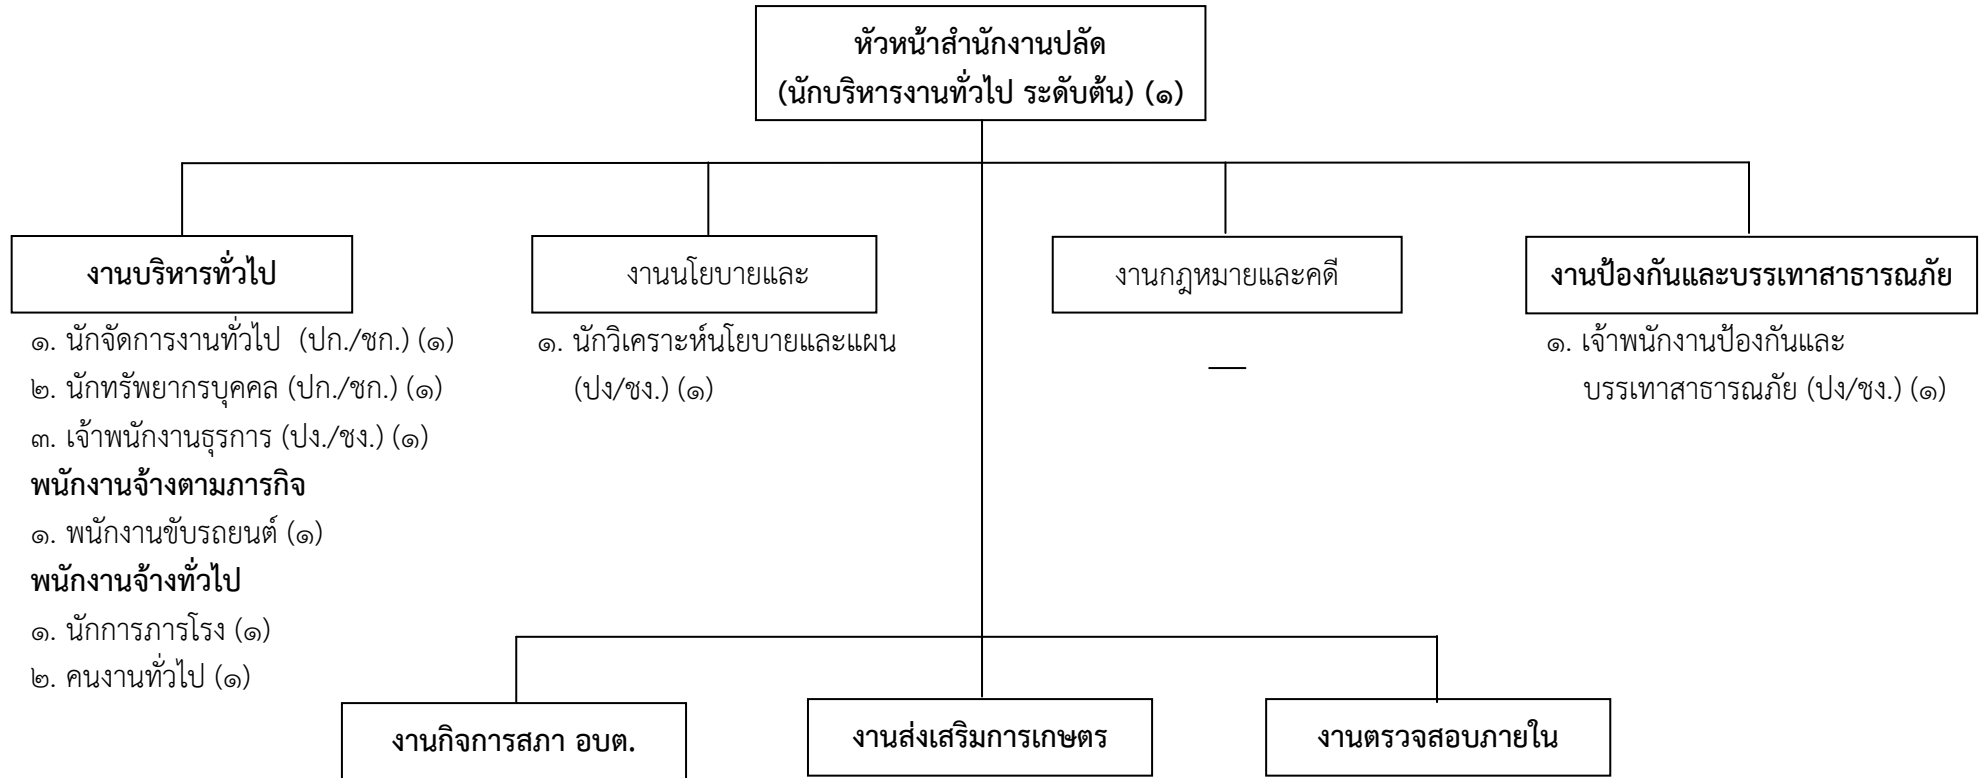 หัวหน้าสำนักงานปลัด
(นักบริหารงานทั่วไป ระดับต้น) (๑)
งานบริหารทั่วไป
๑. นักจัดการงานทั่วไป (ปก./ชก.) (๑)
๒. นักทรัพยากรบุคคล (ปก./ชก.) (๑)
๓. เจ้าพนักงานธุรการ (ปง./ชง.) (๑)
พนักงานจ้างตามภารกิจ
๑. พนักงานขับรถยนต์ (๑)
พนักงานจ้างทั่วไป
๑. นักการภารโรง (๑)
๒. คนงานทั่วไป (๑)
งานนโยบายและ
๑. นักวิเคราะห์นโยบายและแผน
(ปง/ชง.) (๑)
งานกฎหมายและคดี
งานป้องกันและบรรเทาสาธารณภัย
๑. เจ้าพนักงานป้องกันและ
บรรเทาสาธารณภัย (ปง/ชง.) (๑)
งานกิจการสภา อบต.
งานส่งเสริมการเกษตร
งานตรวจสอบภายใน